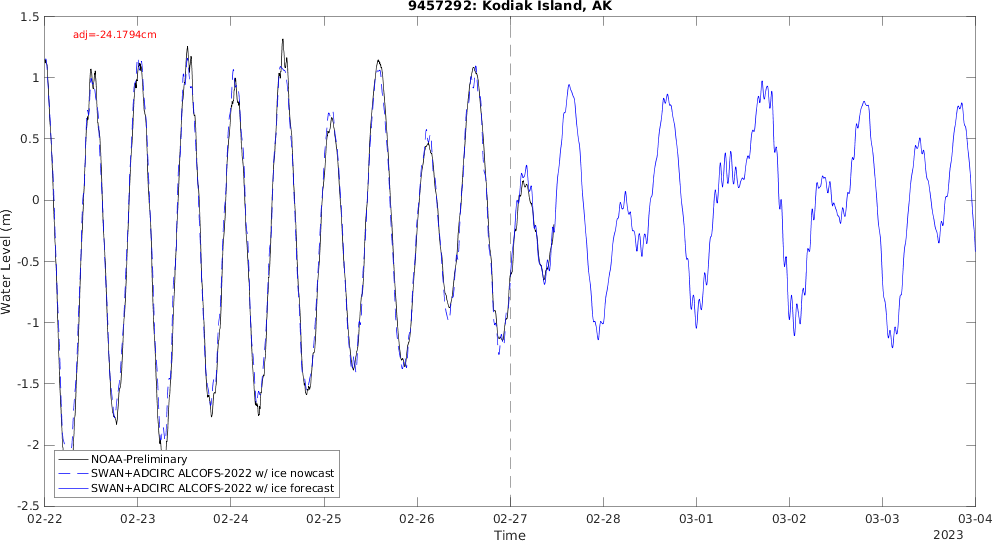 9457292: Kodiak Island, AK
adj=-24.1794cm
1.5
1
0.5
0
-0.5
-1
-1.5
-2
-2.5
Water Level (m)
NOAA-Preliminary
SWAN+ADCIRC ALCOFS-2022 w/ ice nowcast
SWAN+ADCIRC ALCOFS-2022 w/ ice forecast
02-22 02-23 02-24 02-25 02-26 02-27 02-28 03-01 03-02 03-03 03-04
Time
2023